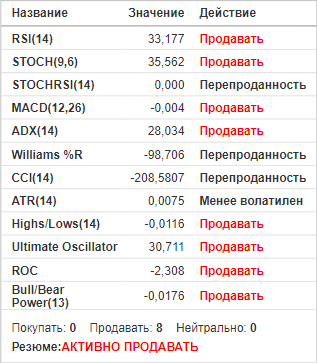 Название Значение Действие
RSI(14) 33,177 Продавать
STOCH(9,6) 35,562 Продавать
STOCHRSI(14) 0,000 Перепроданность
MACD(12,26) -0,004 Продавать
ADX(14) 28,034 Продавать
Williams %R -98,706 Перепроданность
CCI(14) -208,5807 Перепроданность
ATR(14) 0,0075 Менее волатилен
Highs/Lows(14) -0,0116 Продавать
Ultimate Oscillator 30,711 Продавать
ROC -2,308 Продавать
Bull/Bear
Power(13) -0,0176 Продавать
Покупать: 0 Продавать: 8 Нейтрально: 0
Резюме:АКТИВНО ПРОДАВАТЬ